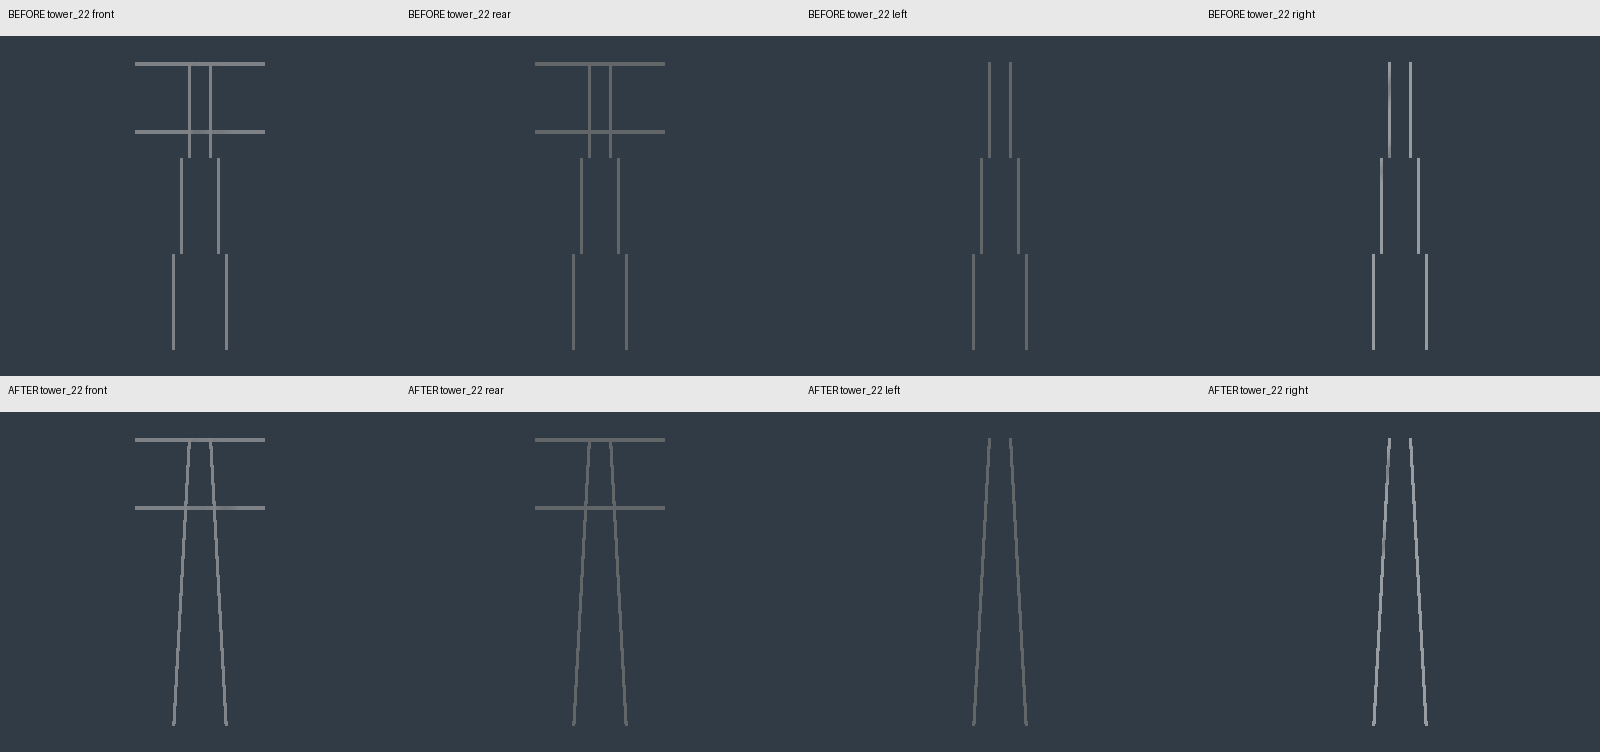 BEFORE tower_22 front
BEFORE tower_22 rear
BEFORE tower_22 left
BEFORE tower_22 right
AFTER tower_22 front
AFTER tower_22 rear
AFTER tower_22 left
AFTER tower_22 right